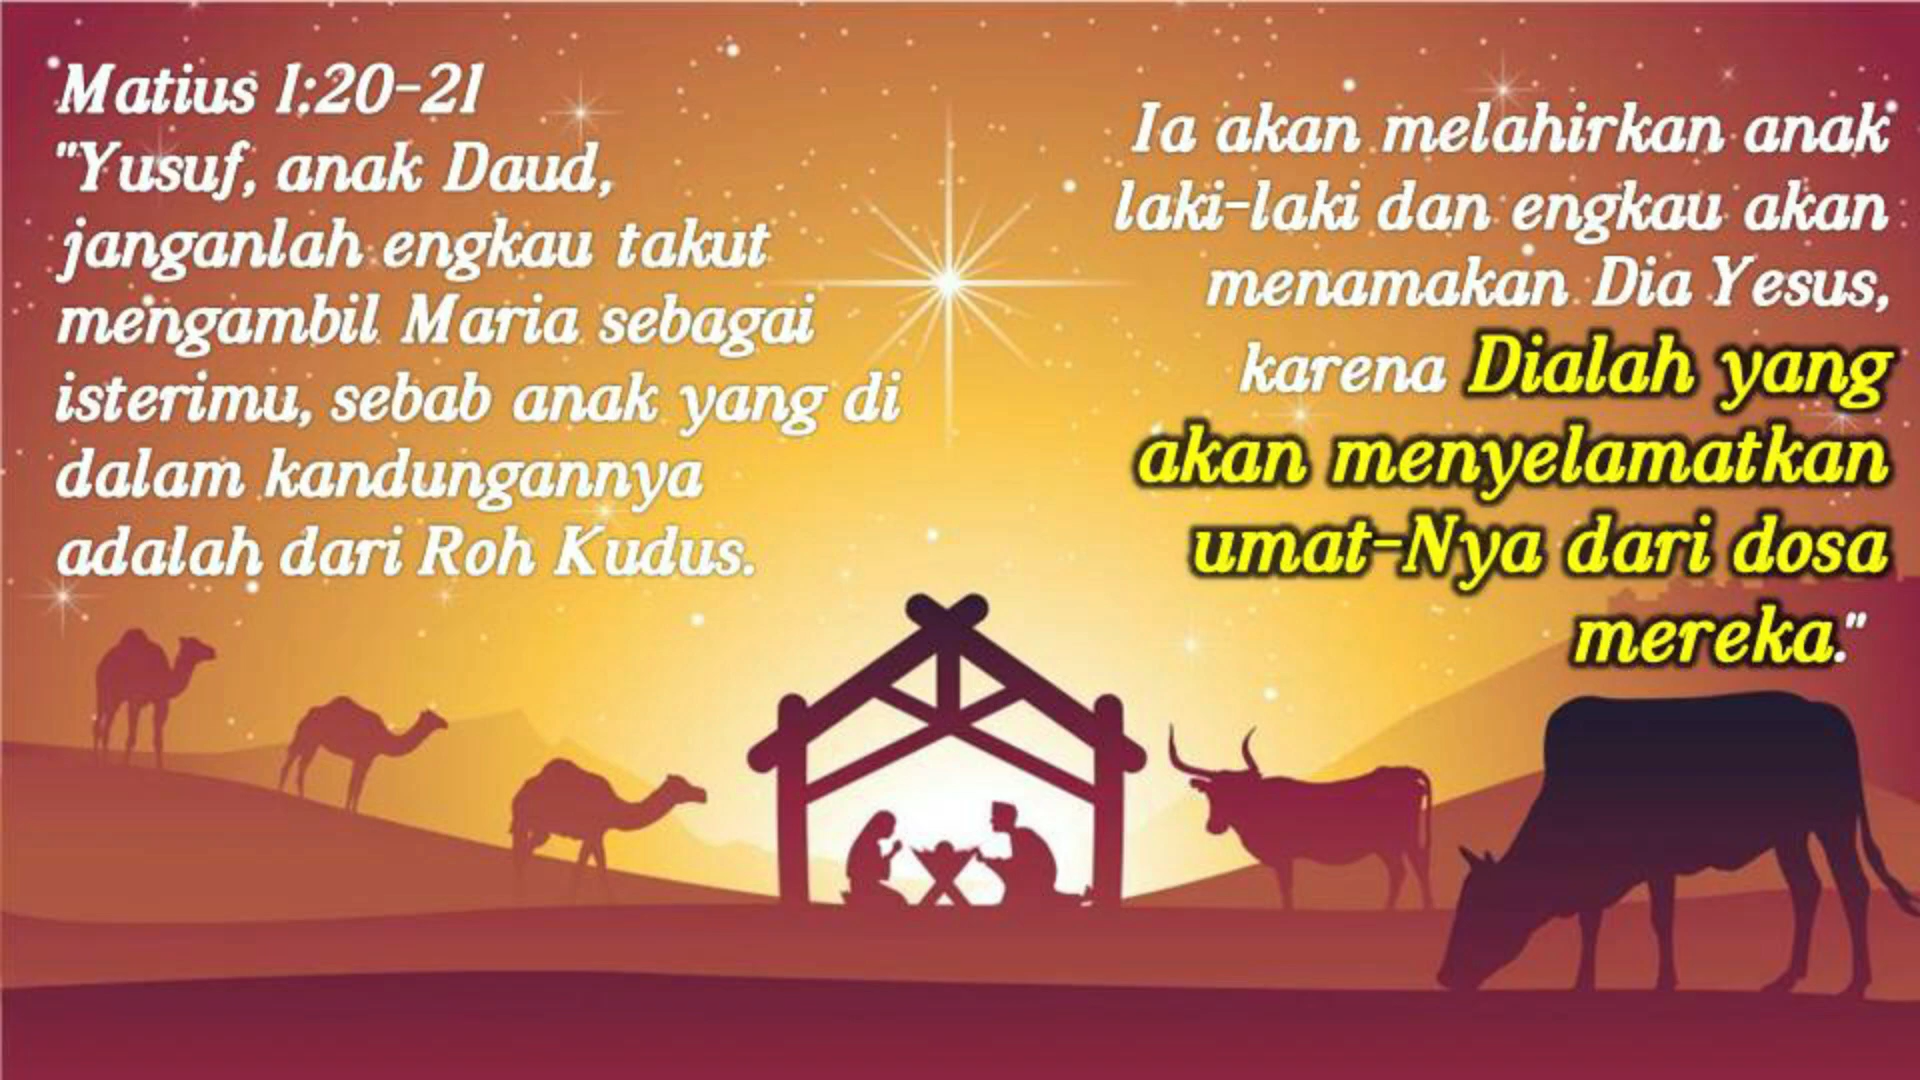 Matius 1:20-21
"Yusuf, anak Daud,
janganlah engkau takut
mengambil Maria sebagai
isterimu, sebab anak yang di
dalam kandungannya
adalah dari Roh Kudus.
Ia akan melahirkan anak
laki-laki dan engkau akan
menamakan Dia Yesus,
karena Dialah yang
akan menyelamatkan
umat-Nya dari dosa
mereka."